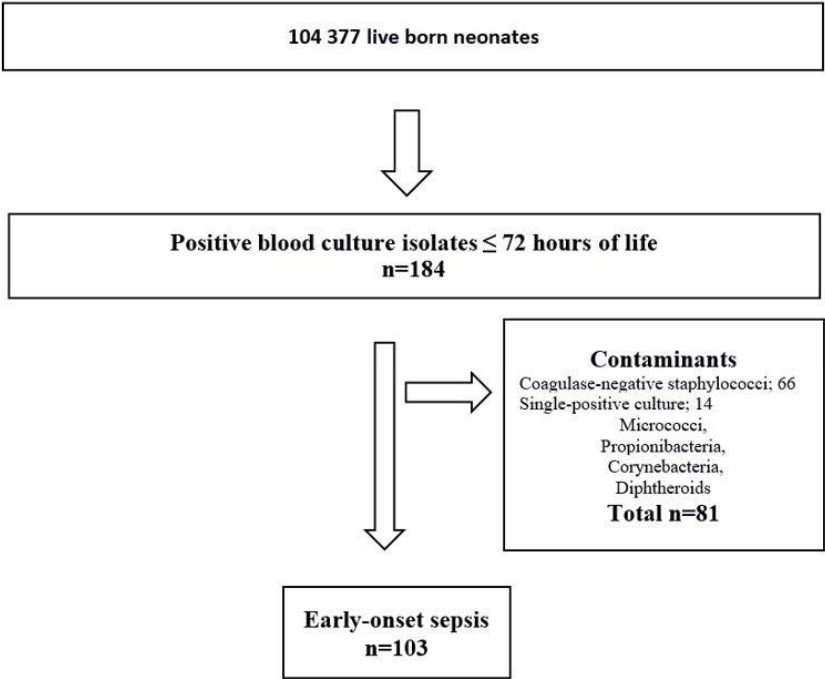 104 377 live born neonates
Positive blood culture isolates ≤ 72 hours of life
n=184
Contaminants
Coagulase-negative staphylococci; 66
Single-positive culture; 14
Micrococci,
Propionibacteria,
Corynebacteria,
Diphtheroids
Total n=81
Early-onset sepsis
n=103